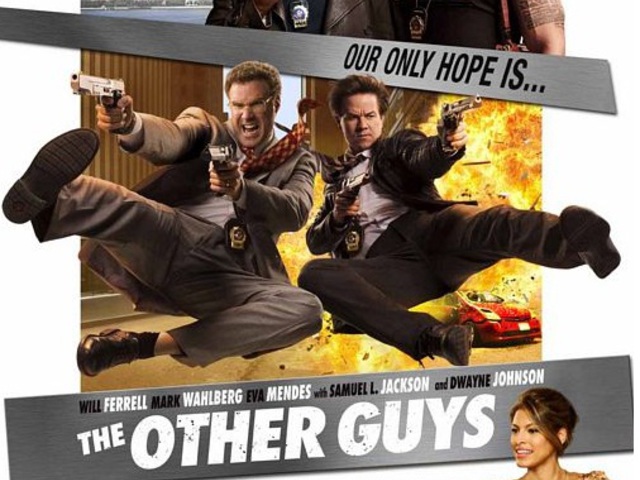 OUR ONLY HOPE IS...
WILL FERRELL MARK WAHLBERG EVA MENDES with SAMUEL L. JACKSON and DWAYNE JOHNSON
THE OTHER GUYS